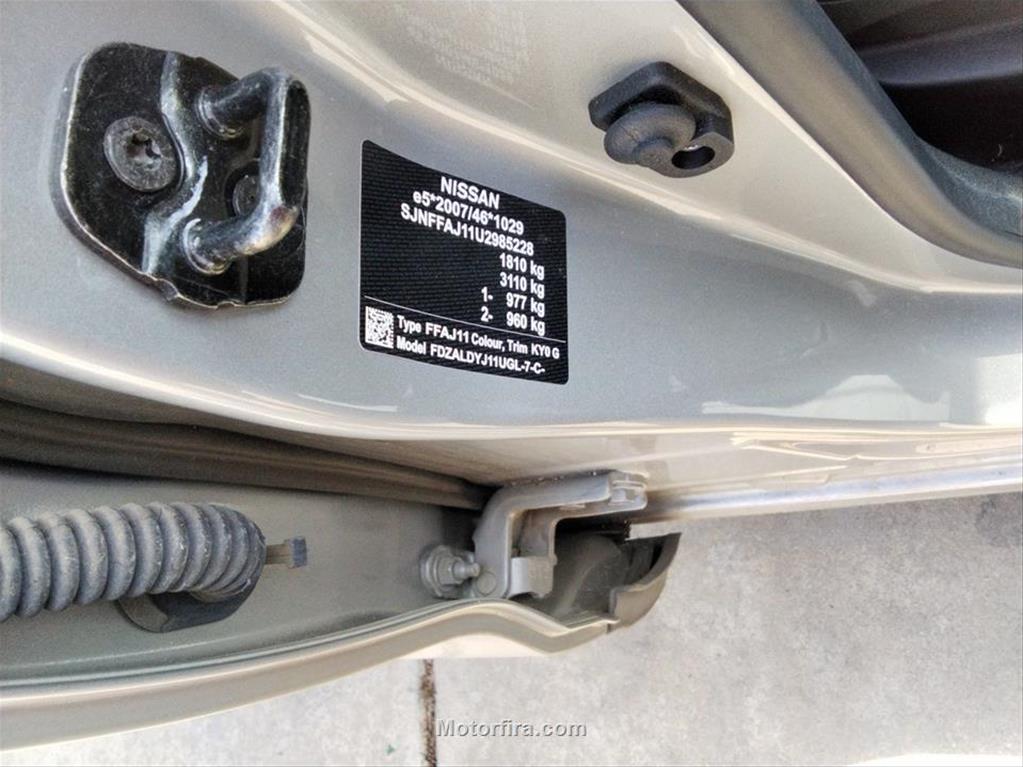 NISSAN
e5*2007/46*1029
SJNFFAJ11U2985228
1810 kg
3110 kg
1- 977 kg
2- 960 kg
Type FFAJ11 Colour, Trim KY0 G
Model FDZALDYJ11UGL-7-C-
Motorfira.com